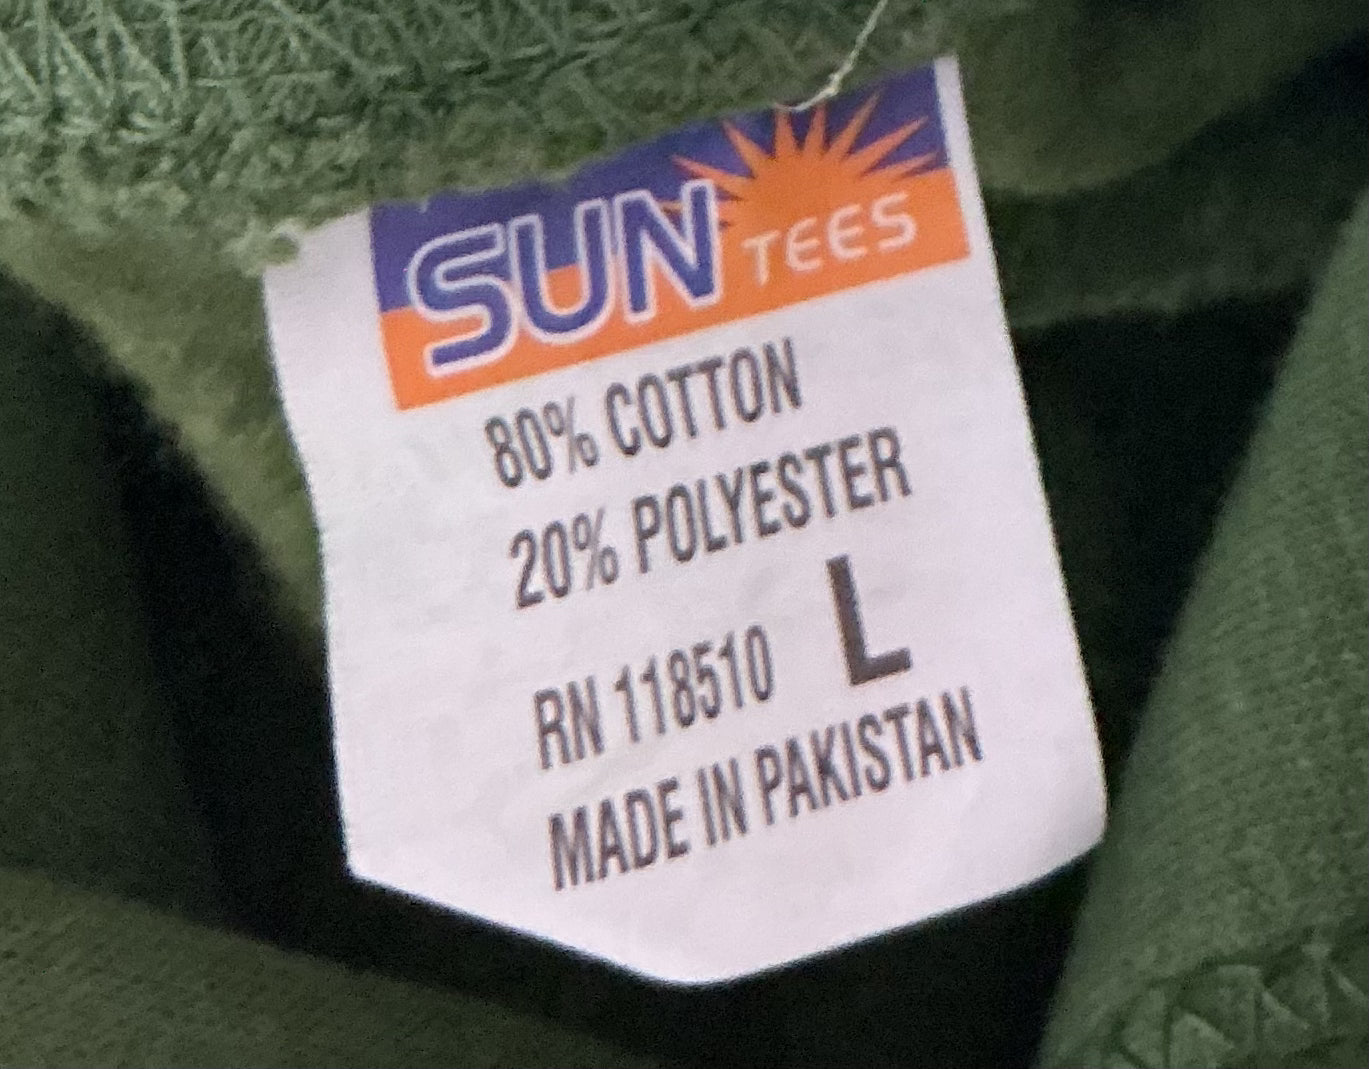 SUN TEES
80% COTTON
20% POLYESTER
RN 118510 L
MADE IN PAKISTAN